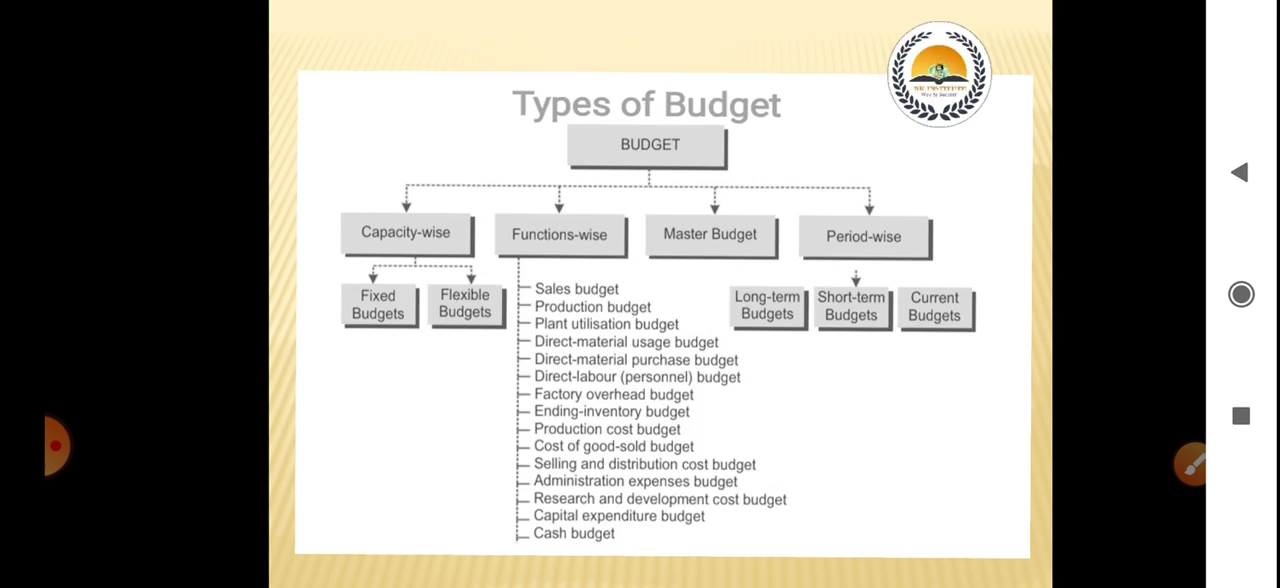 Types of Budget
BUDGET
Capacity-wise
Functions-wise
Master Budget
Period-wise
Fixed
Budgets
Flexible
Budgets
Sales budget
Production budget
Plant utilisation budget
Direct-material usage budget
Direct-material purchase budget
Direct-labour (personnel) budget
Factory overhead budget
Ending-inventory budget
Production cost budget
Cost of good-sold budget
Selling and distribution cost budget
Administration expenses budget
Research and development cost budget
Capital expenditure budget
Cash budget
Long-term
Budgets
Short-term
Budgets
Current
Budgets